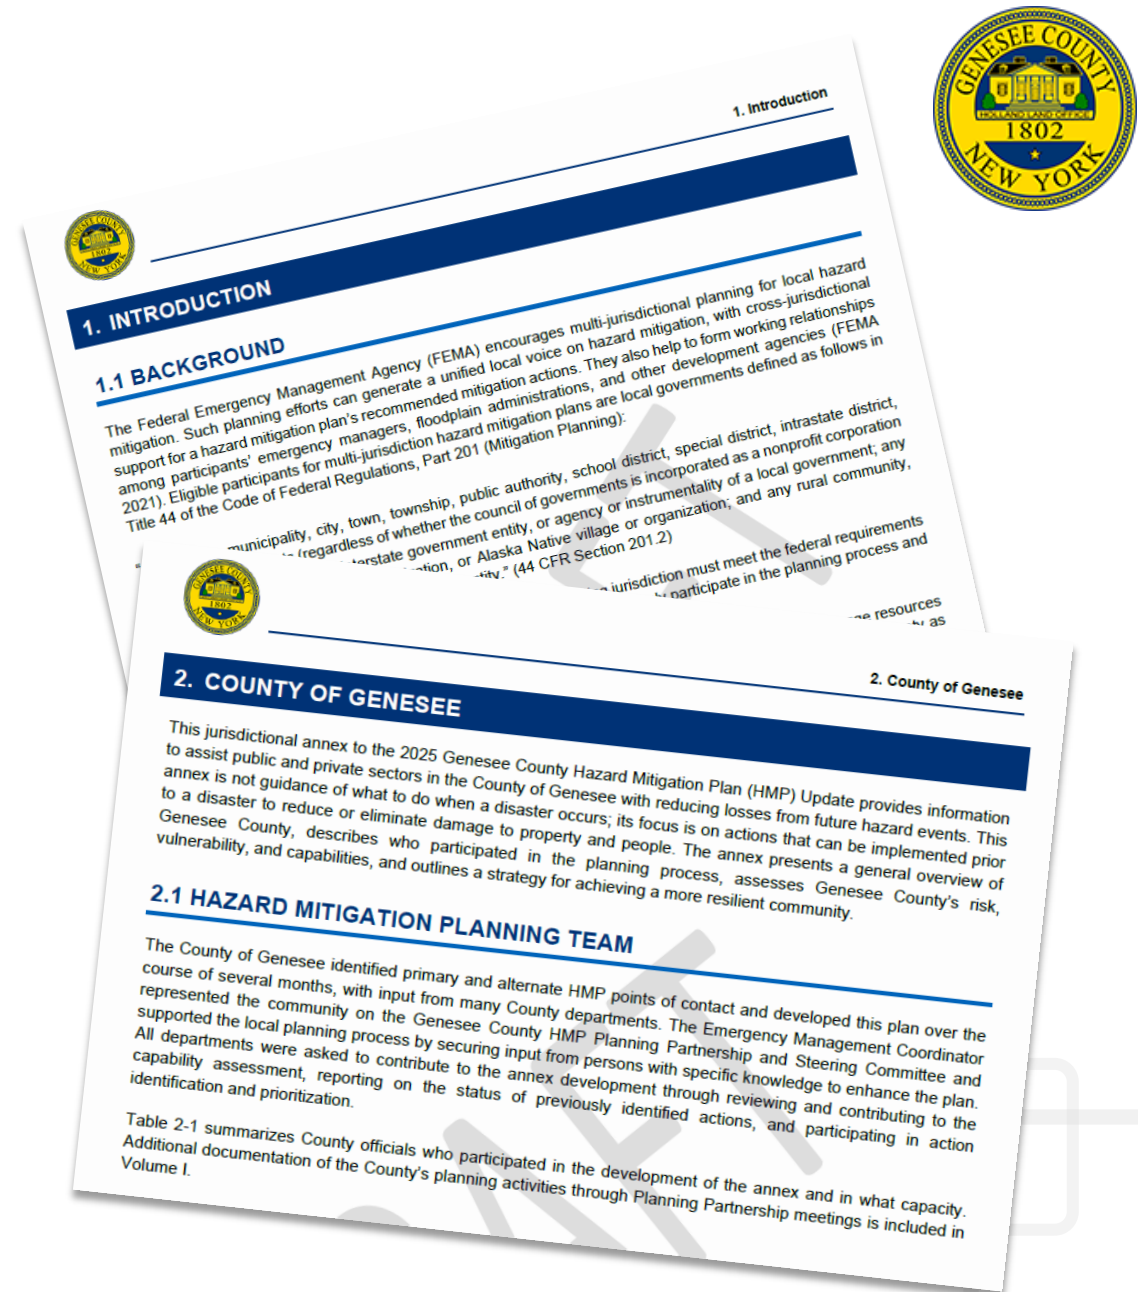 GENESEE COUNTY
HOLLAND LAND OFFICE
1802
NEW YORK
1. Introduction
GENESEE COUNTY
1802
NEW YORK
1. INTRODUCTION
1.1 BACKGROUND
The Federal Emergency Management Agency (FEMA) encourages multi-jurisdictional planning for local hazard
mitigation. Such planning efforts can generate a unified local voice on hazard mitigation, with cross-jurisdictional
support for a hazard mitigation plan's recommended mitigation actions. They also help to form working relationships
among participants' emergency managers, floodplain administrations, and other development agencies (FEMA
2021). Eligible participants for multi-jurisdiction hazard mitigation plans are local governments defined as follows in
Title 44 of the Code of Federal Regulations, Part 201 (Mitigation Planning):
municipality, city, town, township, public authority, school district, special district, intrastate district,
(regardless of whether the council of governments is incorporated as a nonprofit corporation
interstate government entity, or agency or instrumentality of a local government; any
or Alaska Native village or organization; and any rural community,
(44 CFR Section 201.2)
jurisdiction must meet the federal requirements
participate in the planning process and
resources
as
GENESEE COUNTY
1802
NEW YORK
2. County of Genesee
2. COUNTY OF GENESEE
This jurisdictional annex to the 2025 Genesee County Hazard Mitigation Plan (HMP) Update provides information
to assist public and private sectors in the County of Genesee with reducing losses from future hazard events. This
annex is not guidance of what to do when a disaster occurs; its focus is on actions that can be implemented prior
to a disaster to reduce or eliminate damage to property and people. The annex presents a general overview of
Genesee County, describes who participated in the planning process, assesses Genesee County's risk,
vulnerability, and capabilities, and outlines a strategy for achieving a more resilient community.
2.1 HAZARD MITIGATION PLANNING TEAM
The County of Genesee identified primary and alternate HMP points of contact and developed this plan over the
course of several months, with input from many County departments. The Emergency Management Coordinator
represented the community on the Genesee County HMP Planning Partnership and Steering Committee and
supported the local planning process by securing input from persons with specific knowledge to enhance the plan.
All departments were asked to contribute to the annex development through reviewing and contributing to the
capability assessment, reporting on the status of previously identified actions, and participating in action
identification and prioritization.
Table 2-1 summarizes County officials who participated in the development of the annex and in what capacity.
Additional documentation of the County's planning activities through Planning Partnership meetings is included in
Volume I.